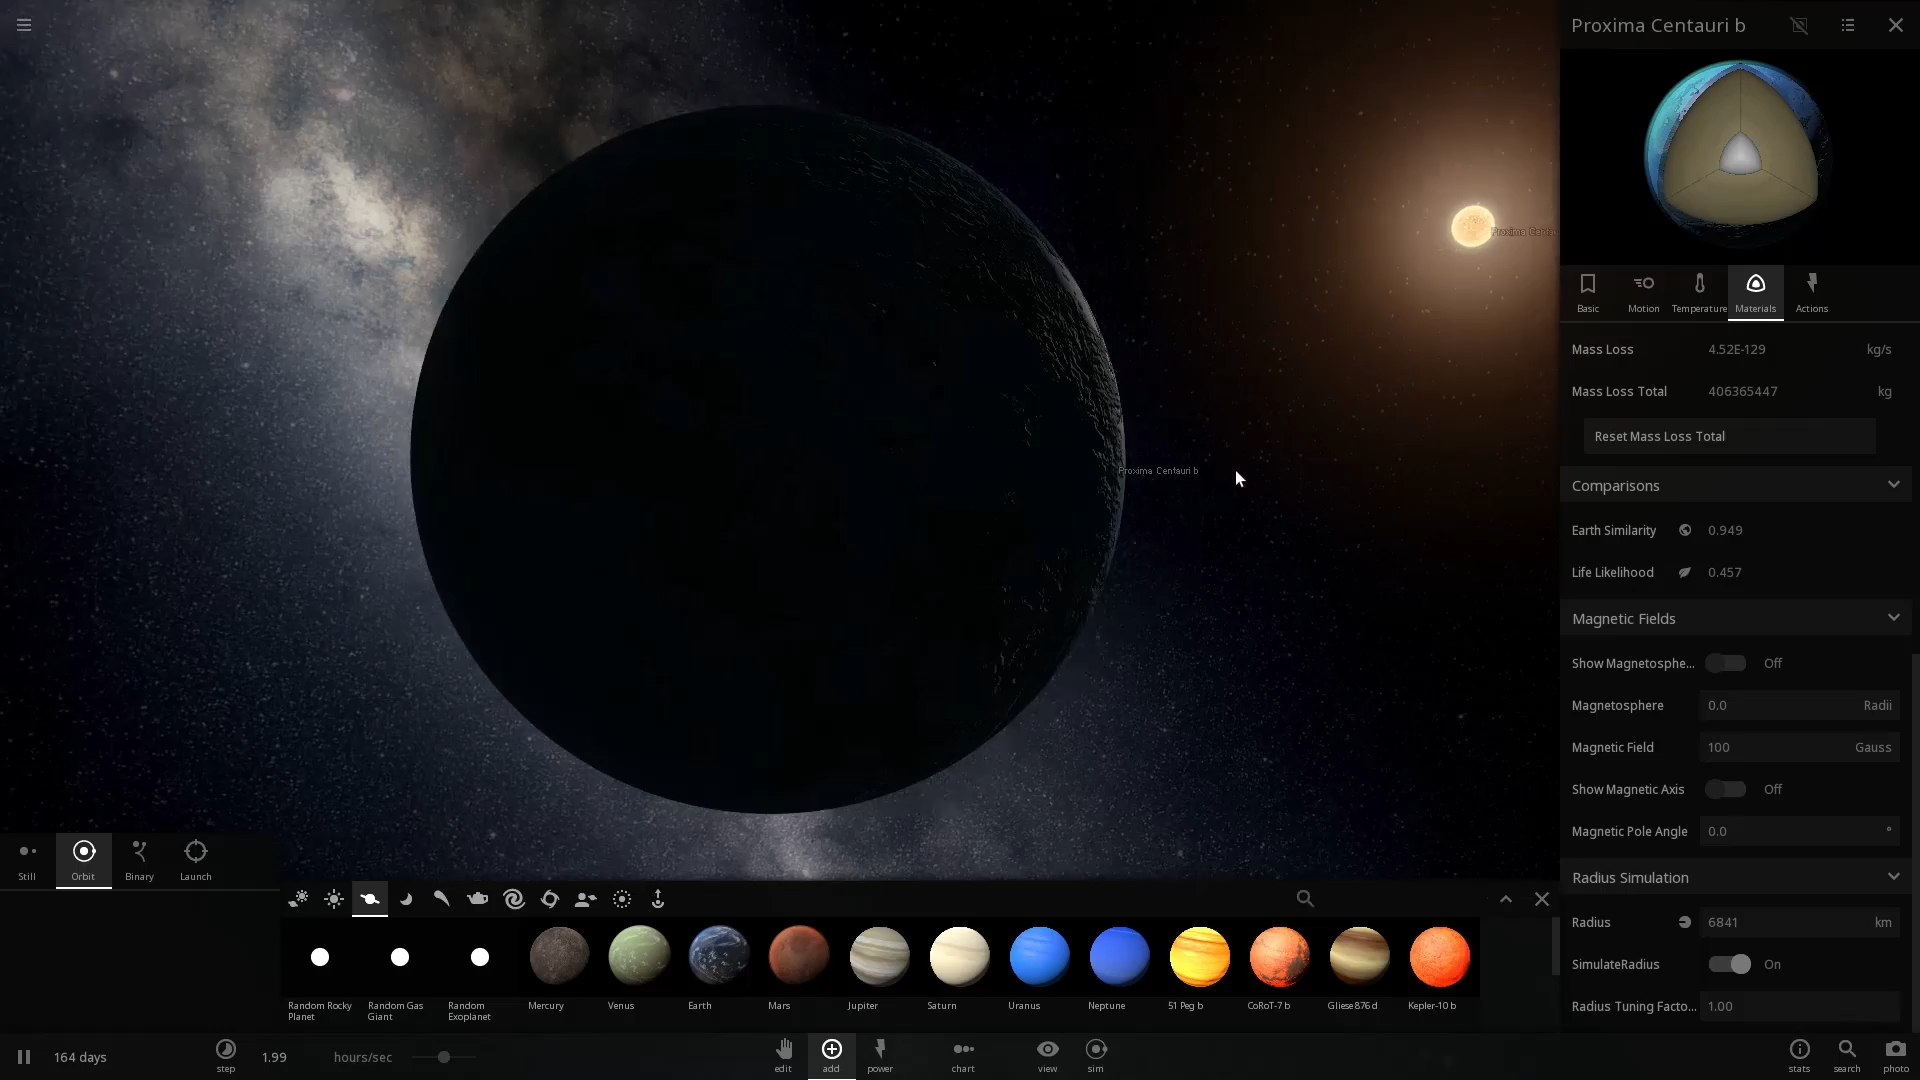 Proxima Centauri b
Proxima Centau
Basic
Motion
Temperature
Materials
Actions
Mass Loss 4.52E-129 kg/s
Mass Loss Total 406365447 kg
Reset Mass Loss Total
Proxima Centauri b
Comparisons
Earth Similarity 0.949
Life Likelihood 0.457
Magnetic Fields
Show Magnetosphe... Off
Magnetosphere 0.0 Radii
Magnetic Field 100 Gauss
Show Magnetic Axis Off
Magnetic Pole Angle 0.0 °
Radius Simulation
Radius 6841 km
SimulateRadius On
Radius Tuning Facto... 1.00
Still
Orbit
Binary
Launch
Random Rocky
Planet
Random Gas
Giant
Random
Exoplanet
Mercury
Venus
Earth
Mars
Jupiter
Saturn
Uranus
Neptune
51 Peg b
CoRoT-7 b
Gliese 876 d
Kepler-10 b
164 days
step
1.99 hours/sec
edit
add
power
chart
view
sim
stats
search
photo